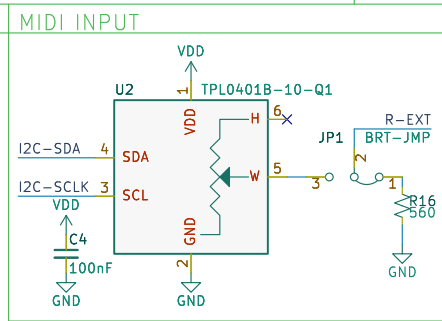 MIDI INPUT
VDD
U2
TPL0401B-10-Q1
1
VDD
H
6
R-EXT
JP1
BRT-JMP
I2C-SDA
4
SDA
2
W
5
3
1
I2C-SCLK
3
SCL
R16
560
VDD
C4
100nF
GND
2
GND
GND
GND